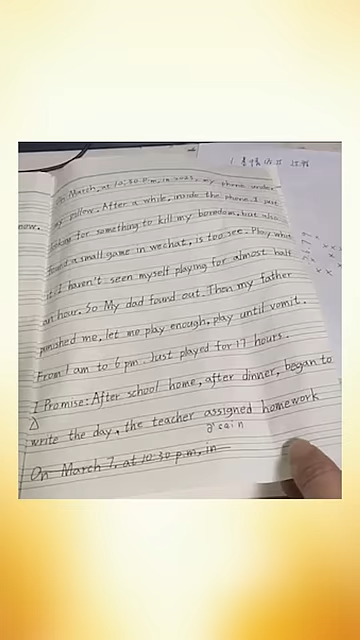 On March, at 10:30 p.m, in 2023, my phone under
my pillow. After a while, inside the phone I just
looking for something to kill my boredom, but also
found a small game in wechat, is too see. Play what
it I haven't seen myself playing for almost half
an hour. So My dad found out. Then my father
punished me, let me play enough, play until vomit.
From 1 am to 6 pm. Just played for 17 hours.
I Promise: After school home, after dinner, began to
write the day, the teacher assigned homework
On March 7, at 10:30 p.m, in
now.